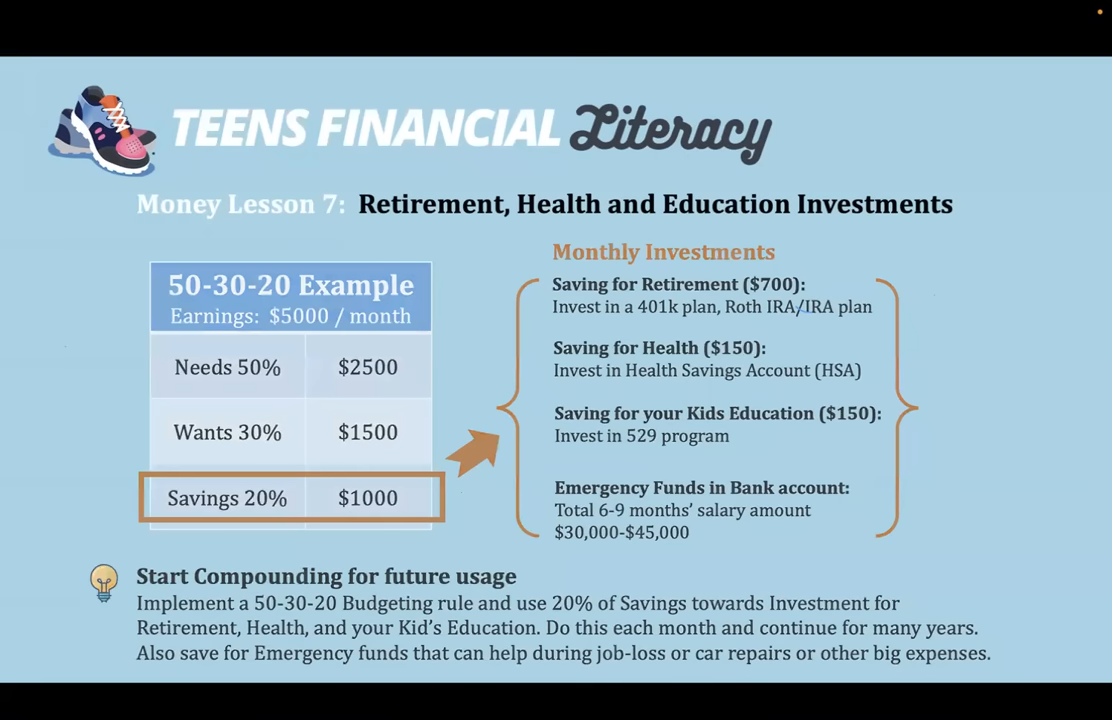 TEENS FINANCIAL Literacy
Money Lesson 7: Retirement, Health and Education Investments
50-30-20 Example
Earnings: $5000 / month
Needs 50% $2500
Wants 30% $1500
Savings 20% $1000
Monthly Investments
Saving for Retirement ($700):
Invest in a 401k plan, Roth IRA/IRA plan
Saving for Health ($150):
Invest in Health Savings Account (HSA)
Saving for your Kids Education ($150):
Invest in 529 program
Emergency Funds in Bank account:
Total 6-9 months’ salary amount
$30,000-$45,000
Start Compounding for future usage
Implement a 50-30-20 Budgeting rule and use 20% of Savings towards Investment for
Retirement, Health, and your Kid’s Education. Do this each month and continue for many years.
Also save for Emergency funds that can help during job-loss or car repairs or other big expenses.